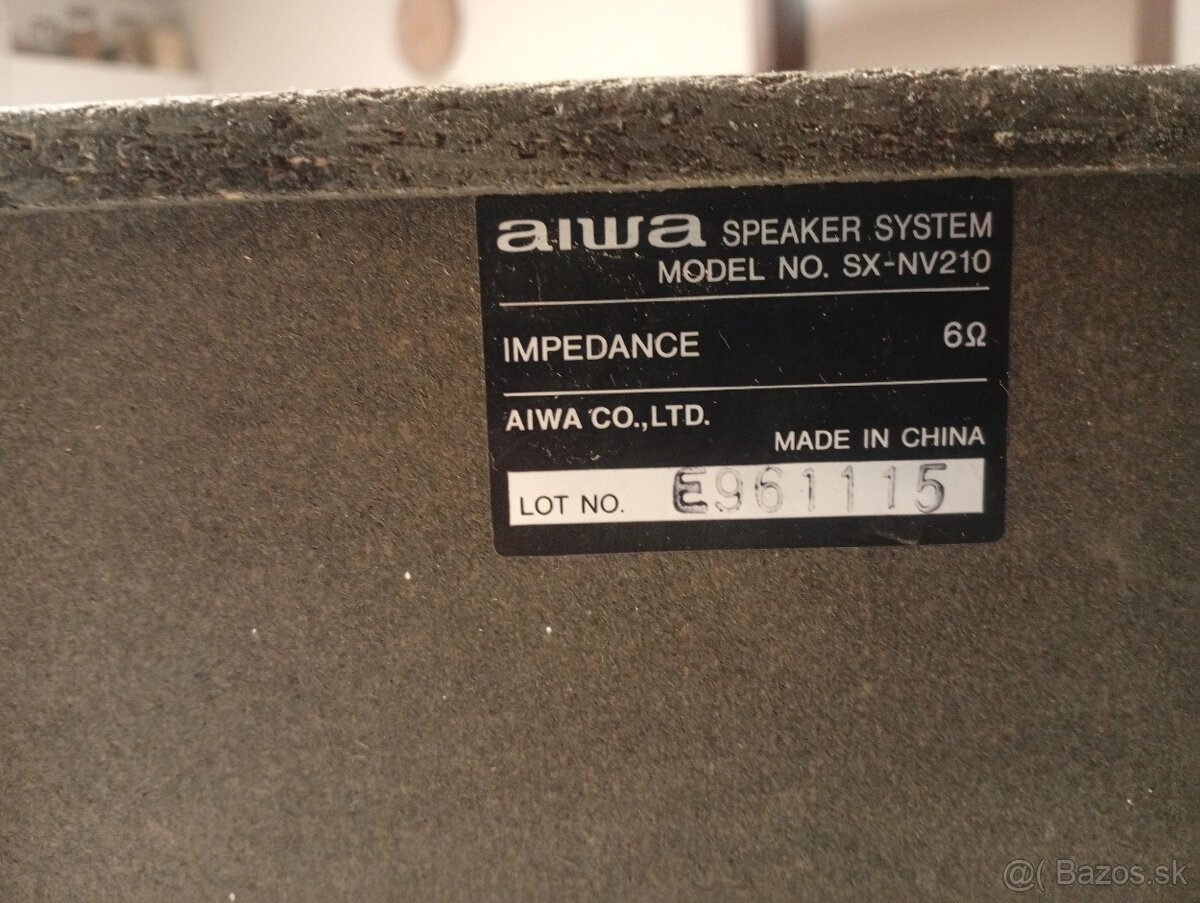 aiwa SPEAKER SYSTEM
MODEL NO. SX-NV210
IMPEDANCE 6Ω
AIWA CO.,LTD.
MADE IN CHINA
LOT NO. E961115
@( Bazos.sk